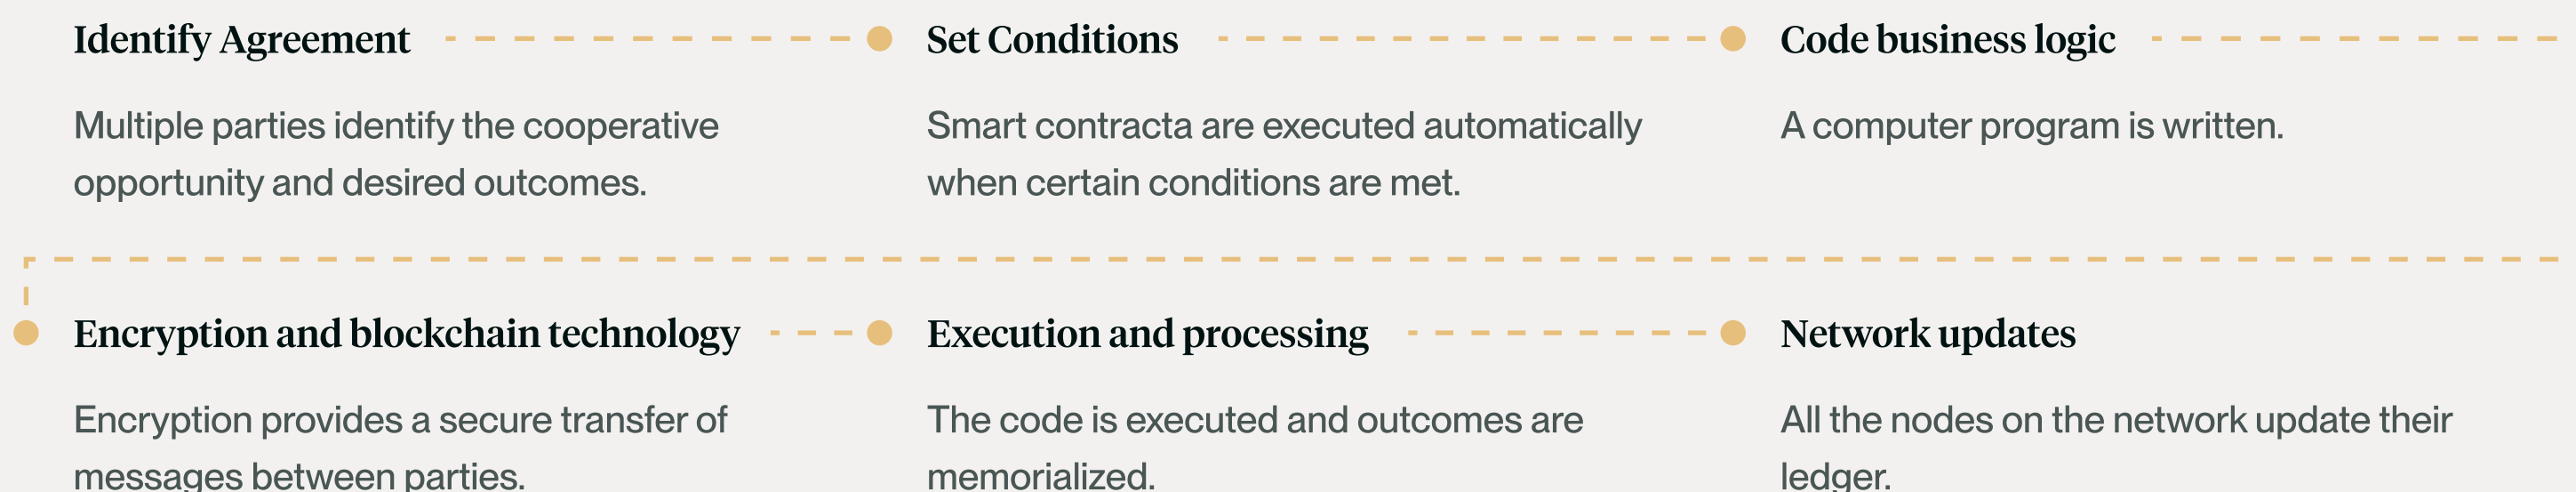 Identify Agreement
Multiple parties identify the cooperative
opportunity and desired outcomes.
Set Conditions
Smart contracta are executed automatically
when certain conditions are met.
Code business logic
A computer program is written.
Encryption and blockchain technology
Encryption provides a secure transfer of
messages between parties.
Execution and processing
The code is executed and outcomes are
memorialized.
Network updates
All the nodes on the network update their
ledger.